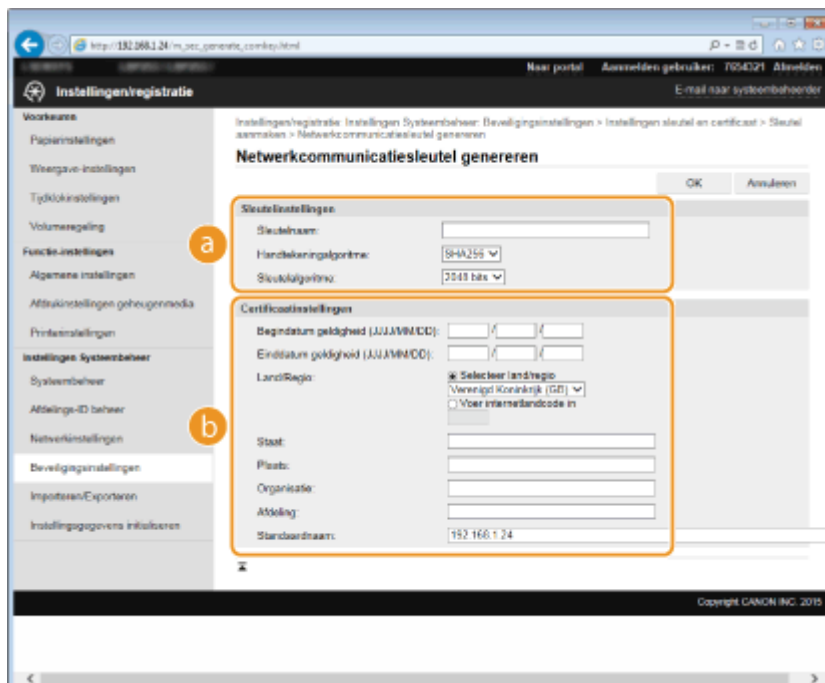 http://192.168.1.24/m_sec_generate_comkey.html
Naar portal Aanmelden gebruiker: 7654321 Afmelden
Instellingen/registratie
E-mail naar systeembeheerder
Voorkeuren
Papierinstellingen
Weergave-instellingen
Tijdklokinstellingen
Volumeregeling
Functie-instellingen
Algemene instellingen
Afdrukinstellingen geheugenmedia
Printerinstellingen
Instellingen Systeembeheer
Systeembeheer
Afdelings-ID beheer
Netwerkinstellingen
Beveiligingsinstellingen
Importeren/Exporteren
Instellingsgegevens initialiseren
Instellingen/registratie: Instellingen Systeembeheer: Beveiligingsinstellingen > Instellingen sleutel en certificaat > Sleutel
aanmaken > Netwerkcommunicatiesleutel genereren
Netwerkcommunicatiesleutel genereren
OK Annuleren
a
Sleutelinstellingen
Sleutelnaam:
Handtekeningalgoritme: SHA256
Sleutelalgoritme: 2048 bits
b
Certificaatinstellingen
Begindatum geldigheid (JJJJ/MM/DD): / /
Einddatum geldigheid (JJJJ/MM/DD): / /
Land/Regio: Selecteer land/regio
Verenigd Koninkrijk (GB)
Voer internetlandcode in
Staat:
Plaats:
Organisatie:
Afdeling:
Standaardnaam: 192.168.1.24
Copyright CANON INC. 2015